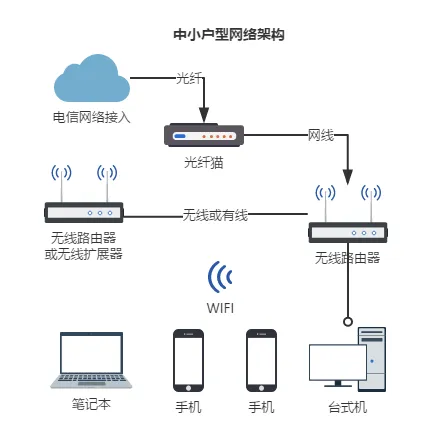 中小户型网络架构
光纤
电信网络接入
网线
光纤猫
无线或有线
无线路由器
或无线扩展器
无线路由器
WIFI
笔记本
手机
手机
台式机